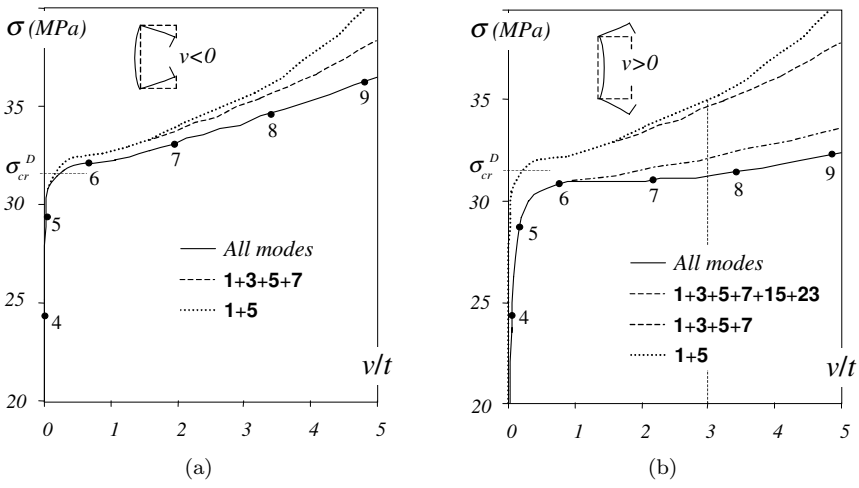 σ (MPa)
v<0
35
σ_cr^D
30
25
20
4
5
6
7
8
9
All modes
1+3+5+7
1+5
v/t
0 1 2 3 4 5
(a)
σ (MPa)
v>0
35
σ_cr^D
30
25
20
4
5
6
7
8
9
All modes
1+3+5+7+15+23
1+3+5+7
1+5
v/t
0 1 2 3 4 5
(b)